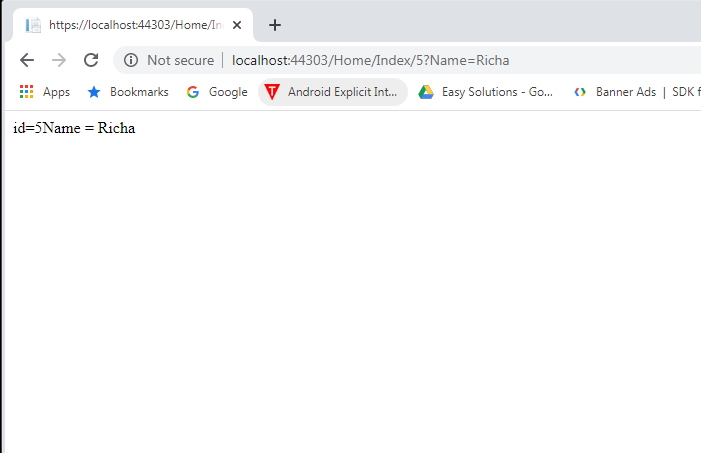 https://localhost:44303/Home/In
Not secure | localhost:44303/Home/Index/5?Name=Richa
Apps Bookmarks Google Android Explicit Int... Easy Solutions - Go... Banner Ads | SDK f
id=5Name = Richa